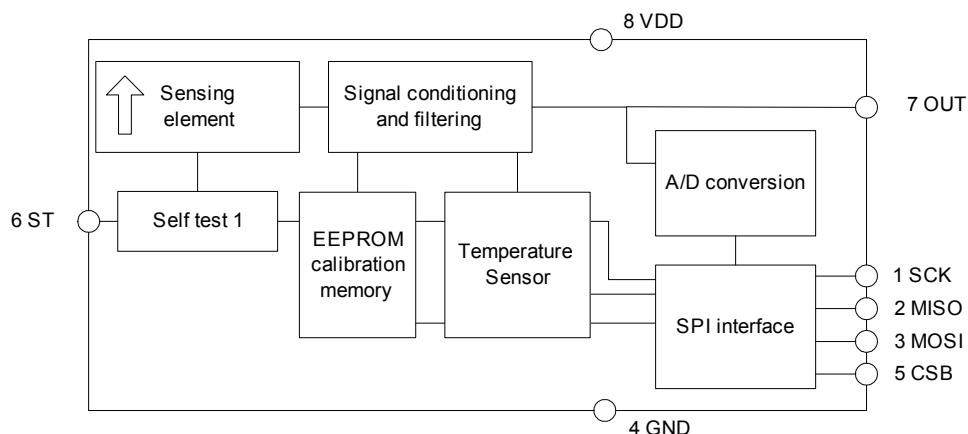 8 VDD
Sensing
element
Signal conditioning
and filtering
7 OUT
A/D conversion
6 ST
Self test 1
EEPROM
calibration
memory
Temperature
Sensor
SPI interface
1 SCK
2 MISO
3 MOSI
5 CSB
4 GND